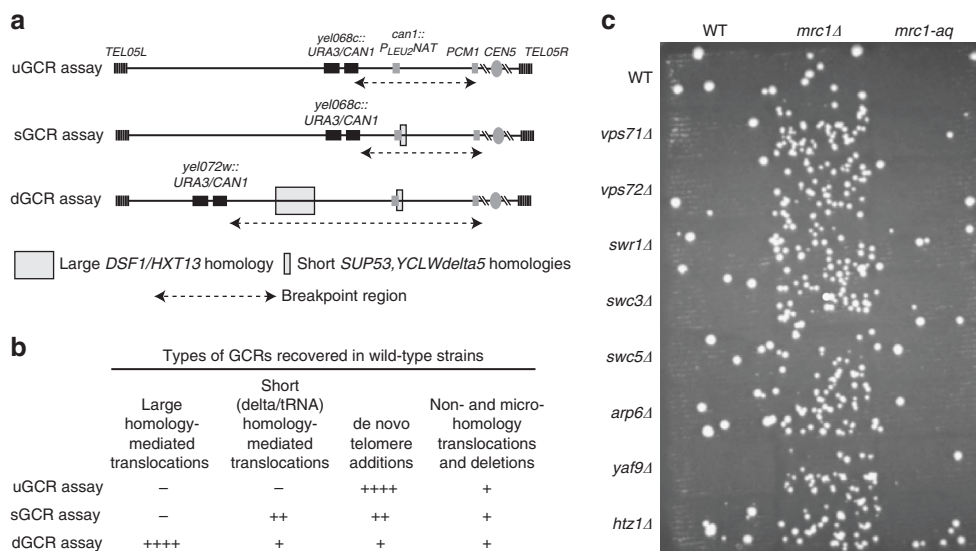 a
can1::
yel068c:: PLEU2NAT
TEL05L URA3/CAN1 PCM1 CEN5 TEL05R
uGCR assay
yel068c::
URA3/CAN1
sGCR assay
yel072w::
URA3/CAN1
dGCR assay
Large DSF1/HXT13 homology Short SUP53,YCLWdelta5 homologies
Breakpoint region
b
Types of GCRs recovered in wild-type strains
Large homology-mediated translocations
Short (delta/tRNA) homology-mediated translocations
de novo telomere additions
Non- and micro-homology translocations and deletions
uGCR assay – – ++++ +
sGCR assay – ++ ++ +
dGCR assay ++++ + + +
c
WT mrc1Δ mrc1-aq
WT
vps71Δ
vps72Δ
swr1Δ
swc3Δ
swc5Δ
arp6Δ
yaf9Δ
htz1Δ